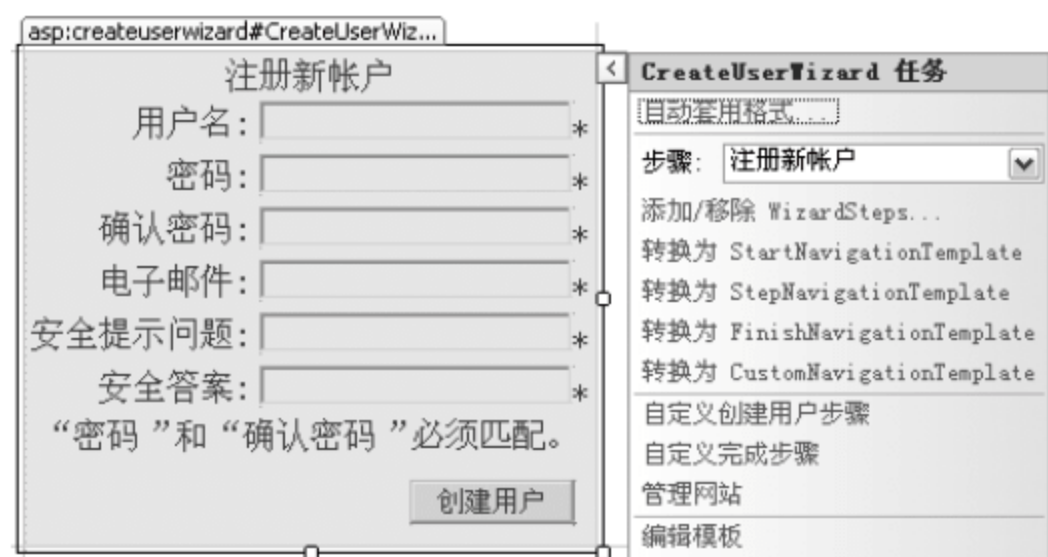 asp:createuserwizard#CreateUserWiz...
注册新帐户
用户名:
*
密码:
*
确认密码:
*
电子邮件:
*
安全提示问题:
*
安全答案:
*
“密码 ”和 “确认密码 ”必须匹配。
创建用户
<
CreateUserWizard 任务
自动套用格式...
步骤: 注册新帐户
添加/移除 WizardSteps...
转换为 StartNavigationTemplate
转换为 StepNavigationTemplate
转换为 FinishNavigationTemplate
转换为 CustomNavigationTemplate
自定义创建用户步骤
自定义完成步骤
管理网站
编辑模板